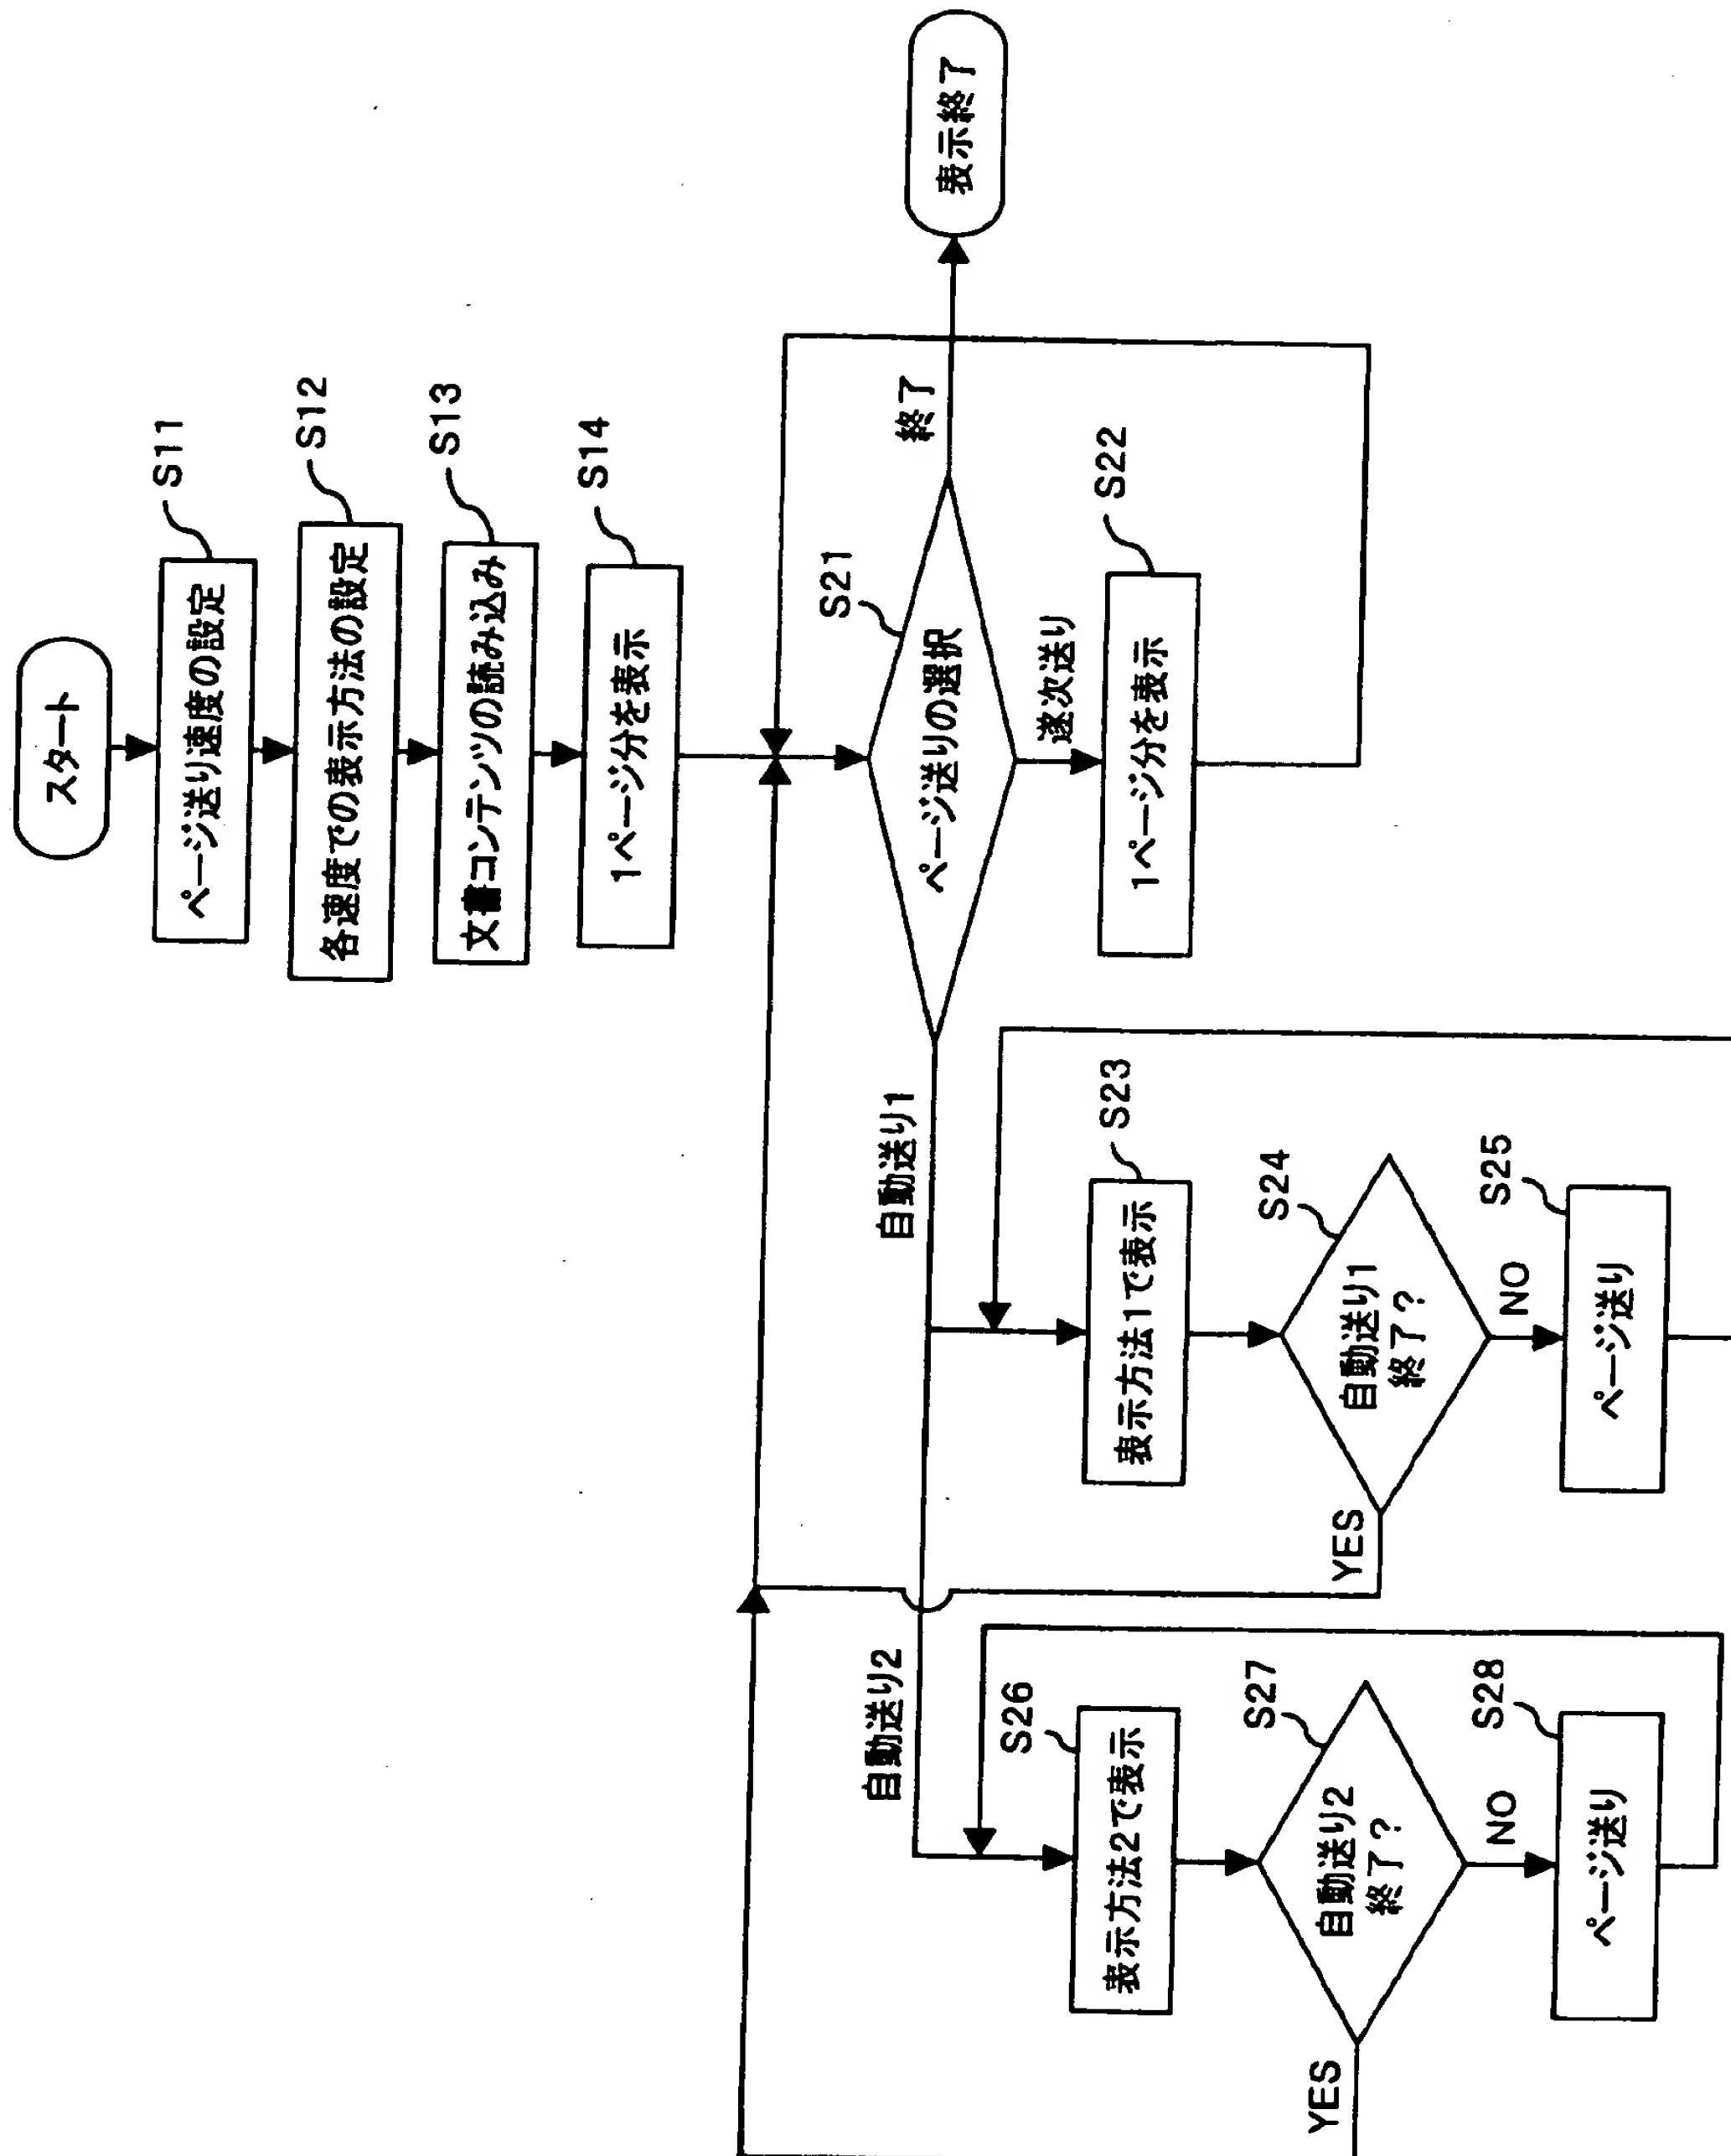 スタート
ページ送り速度の設定
S11
各速度での表示方法の設定
S12
文書コンテンツの読み込み
S13
1ページ分を表示
S14
ページ送りの選択
S21
終了
表示終了
遂次送り
1ページ分を表示
S22
自動送り1
表示方法1で表示
S23
自動送り1
終了?
S24
YES
NO
ページ送り
S25
自動送り2
表示方法2で表示
S26
自動送り2
終了?
S27
YES
NO
ページ送り
S28